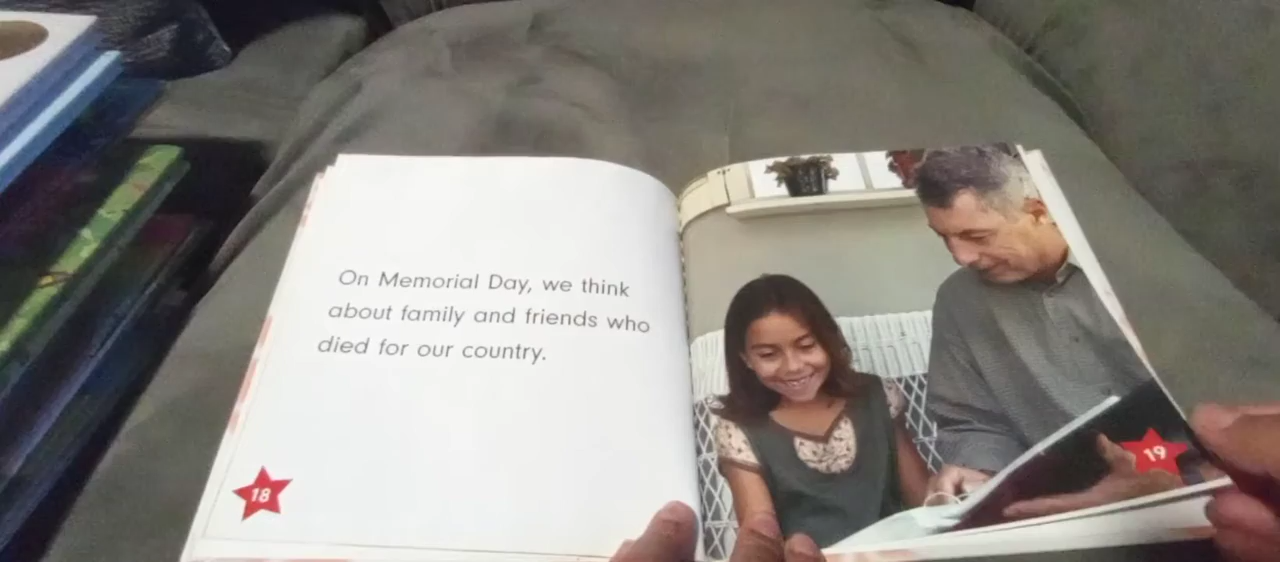 On Memorial Day, we think
about family and friends who
died for our country.
18
19